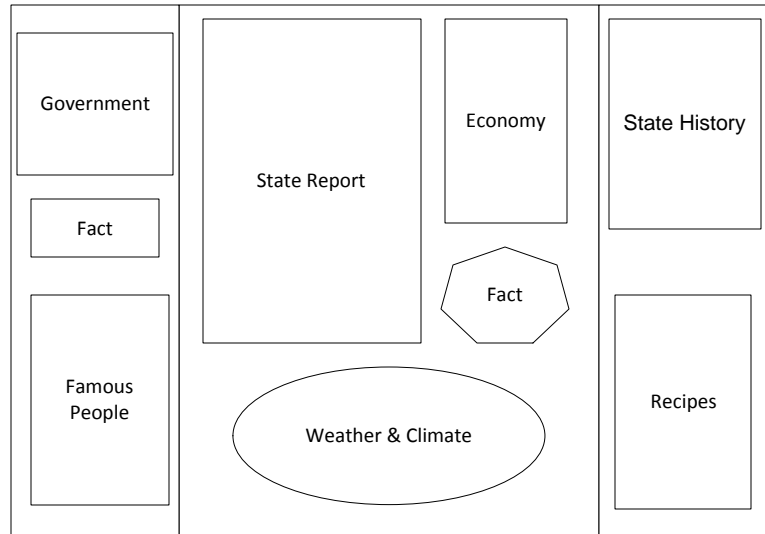 Government
Fact
Famous
People
State Report
Economy
Fact
Weather & Climate
State History
Recipes